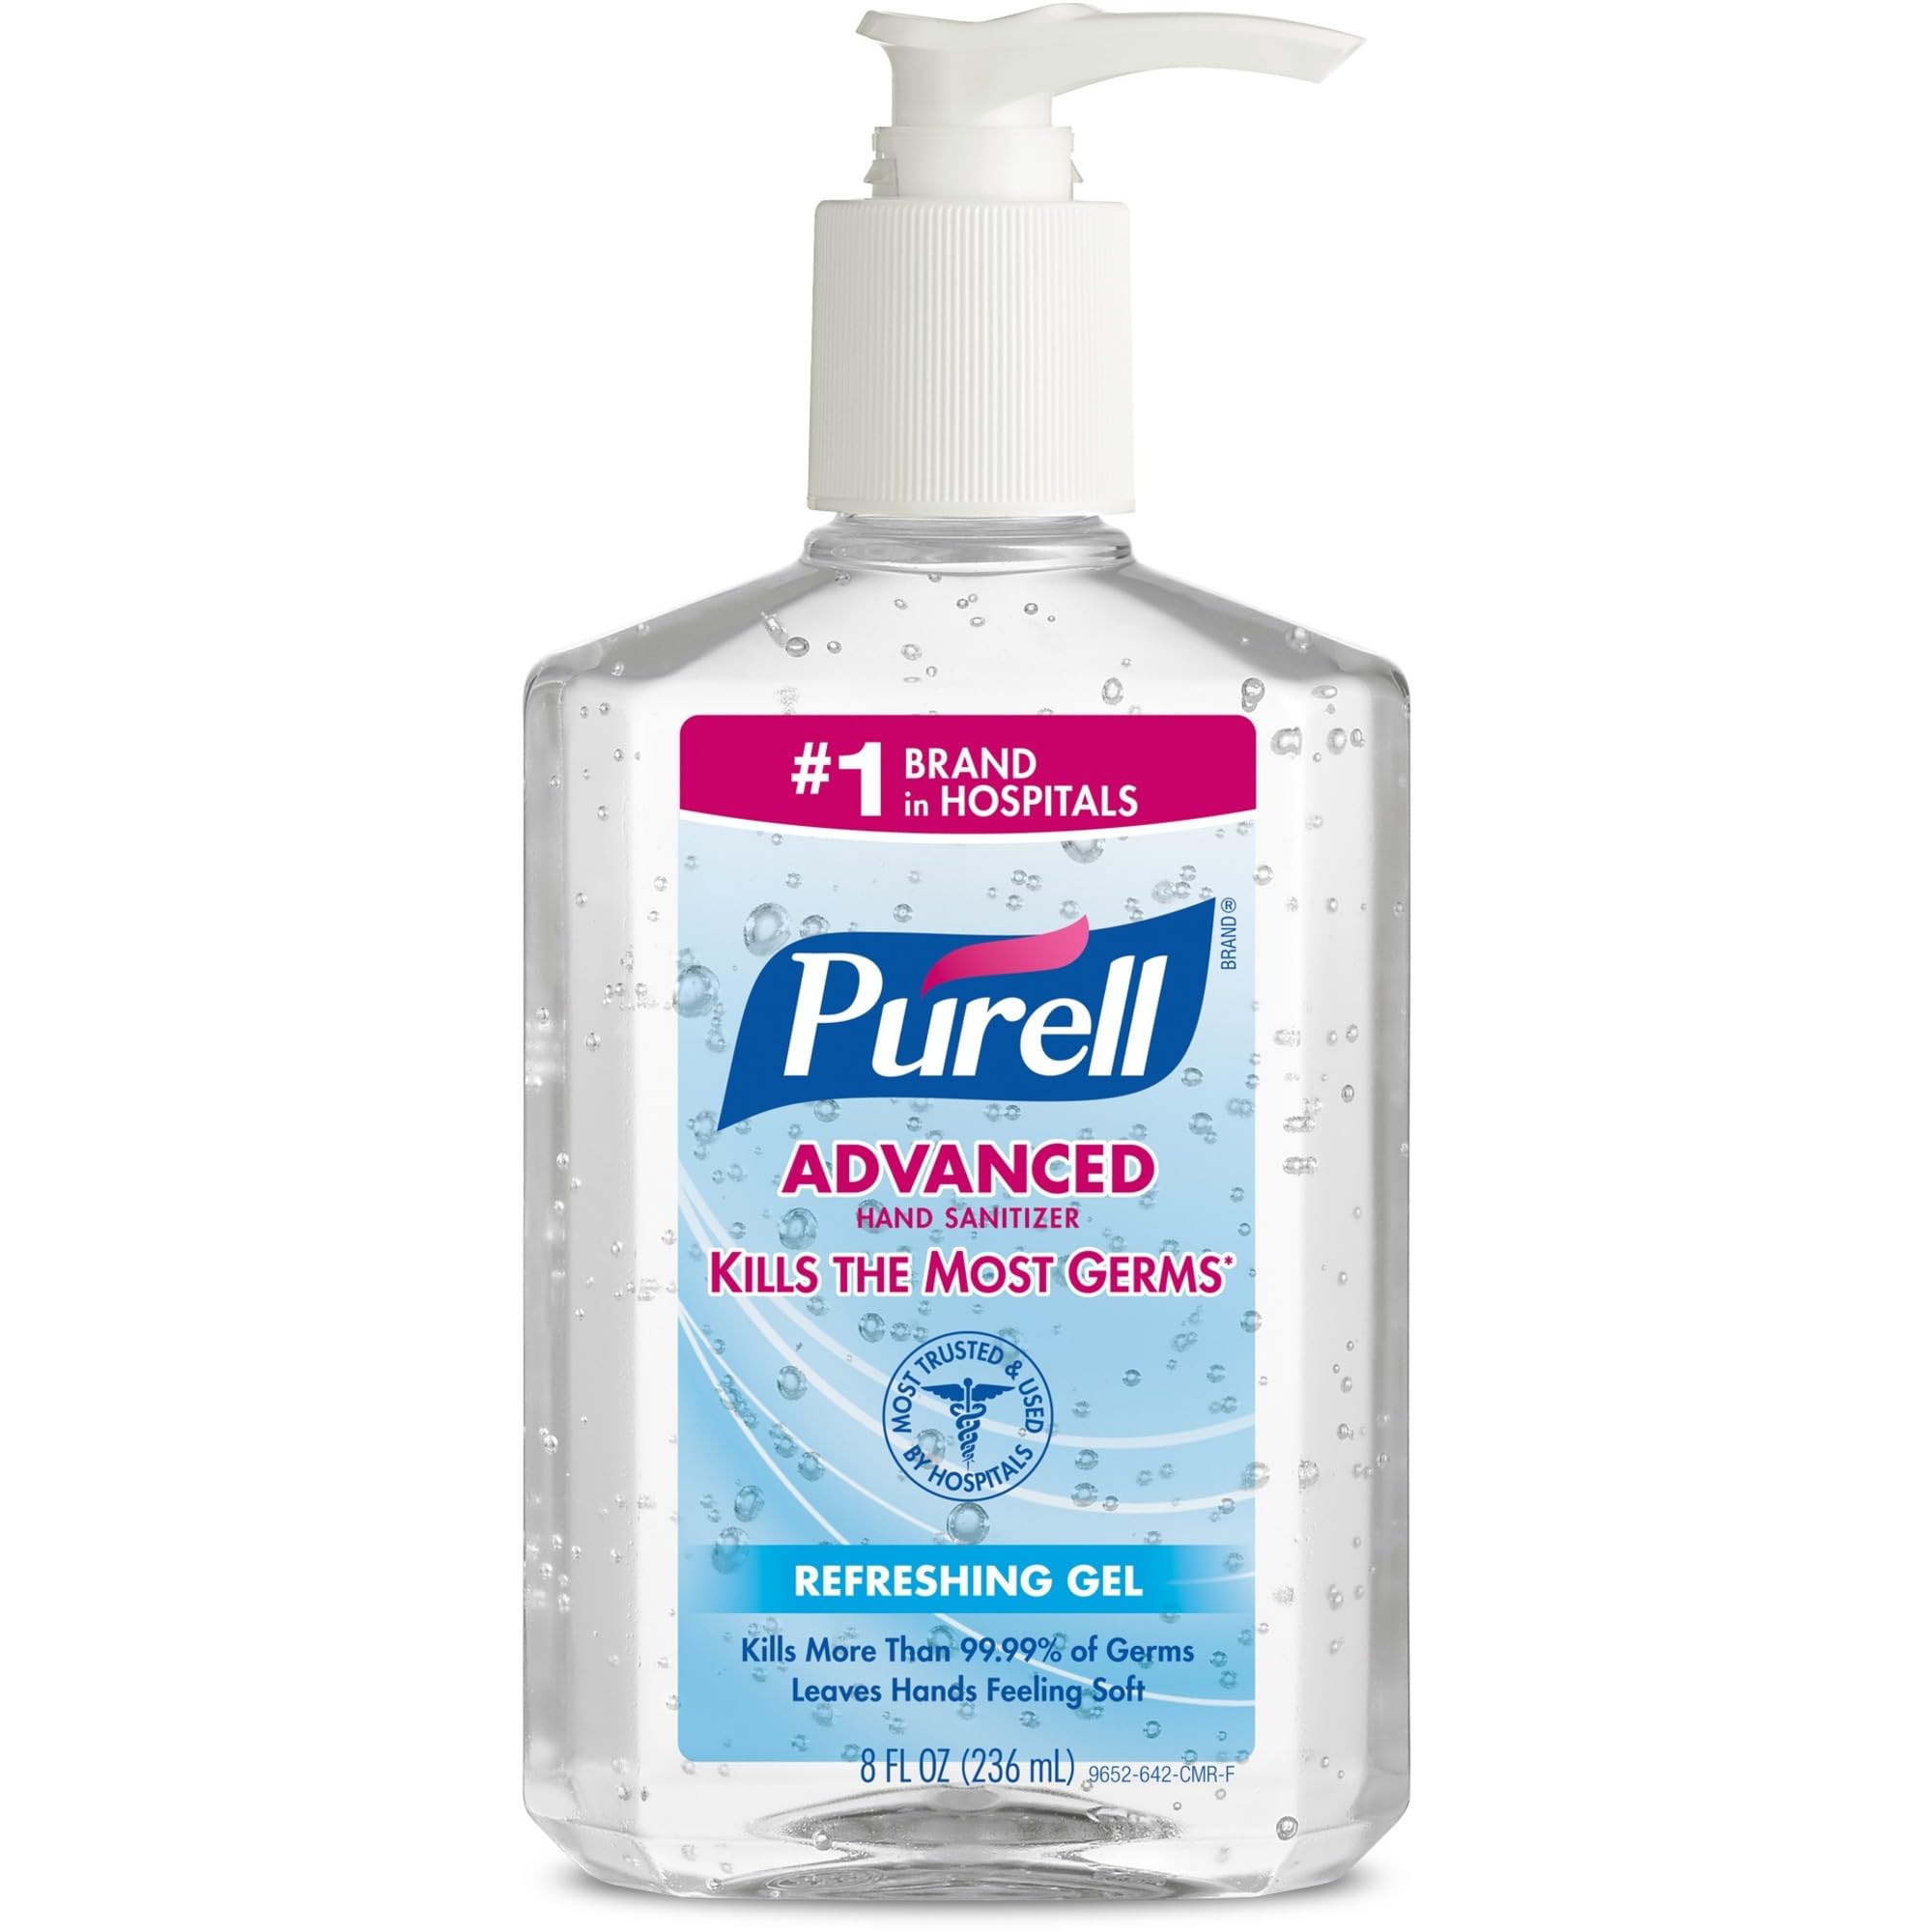 #1 BRAND
in HOSPITALS
Purell
BRAND®
ADVANCED
HAND SANITIZER
KILLS THE MOST GERMS*
MOST TRUSTED & USED
BY HOSPITALS
REFRESHING GEL
Kills More Than 99.99% of Germs
Leaves Hands Feeling Soft
8 FL OZ (236 mL) 9652-642-CMR-F